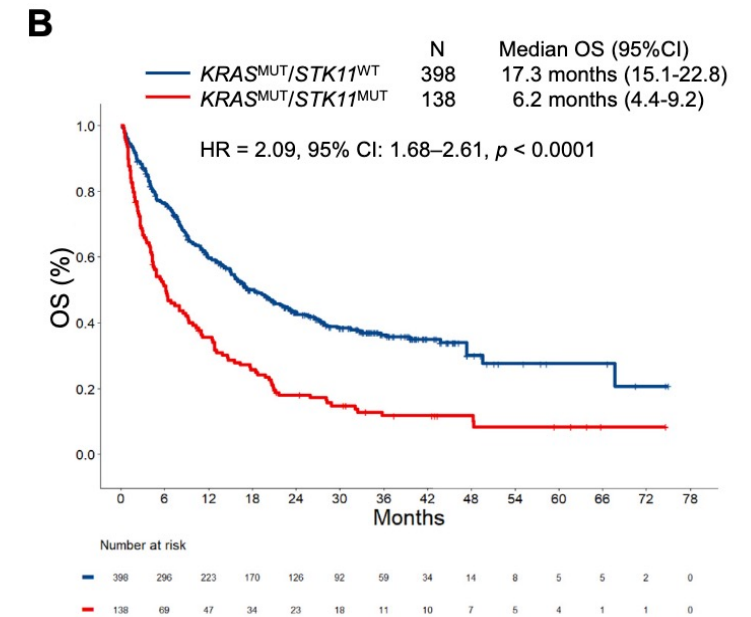 B
N Median OS (95%CI)
KRASMUT/STK11WT 398 17.3 months (15.1-22.8)
KRASMUT/STK11MUT 138 6.2 months (4.4-9.2)
HR = 2.09, 95% CI: 1.68–2.61, p < 0.0001
OS (%)
1.0
0.8
0.6
0.4
0.2
0.0
0 6 12 18 24 30 36 42 48 54 60 66 72 78
Months
Number at risk
398 296 223 170 126 92 59 34 14 8 5 5 2 0
138 69 47 34 23 18 11 10 7 5 4 1 1 0